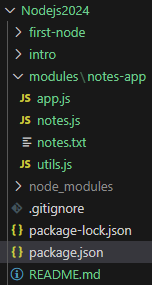 Nodejs2024
first-node
intro
modules\notes-app
JS app.js
JS notes.js
notes.txt
JS utils.js
node_modules
.gitignore
{} package-lock.json
{} package.json
README.md